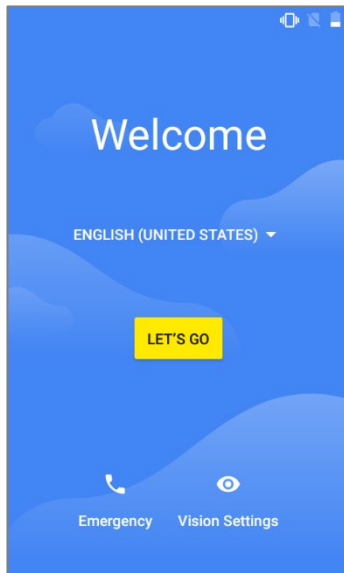 Welcome
ENGLISH (UNITED STATES)
LET'S GO
Emergency Vision Settings